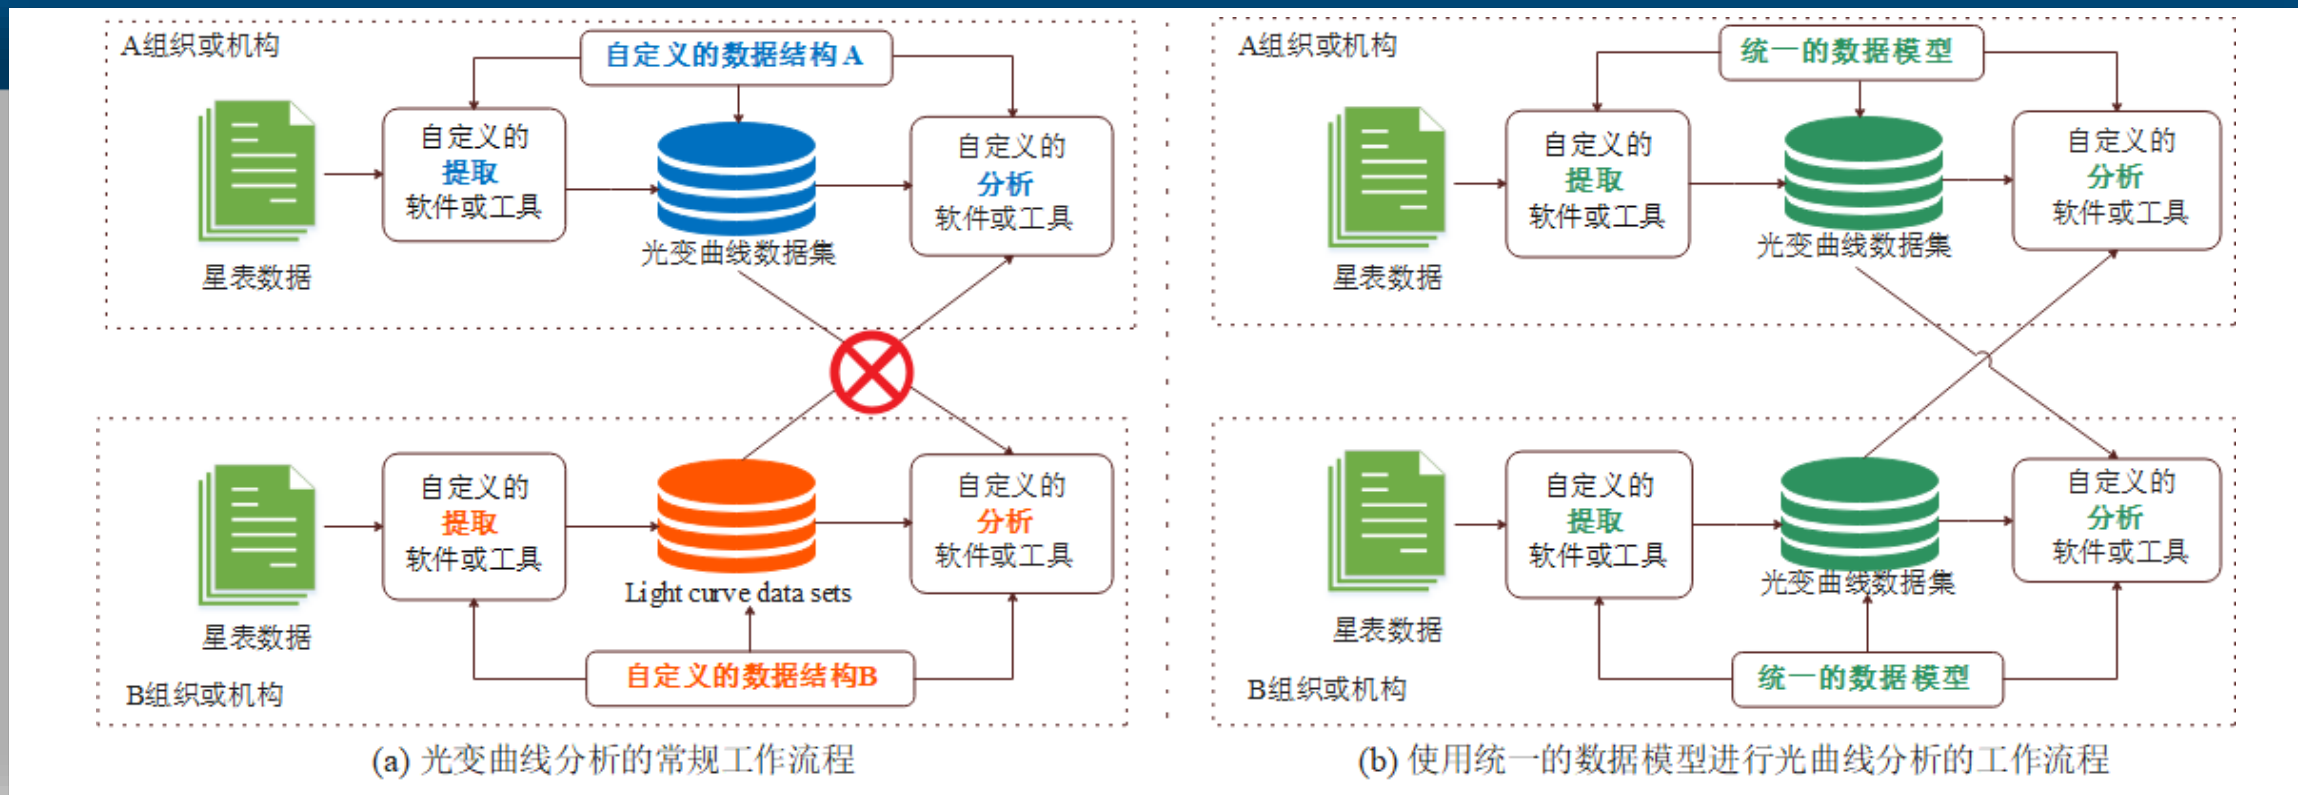 A组织或机构
自定义的数据结构 A
自定义的
提取
软件或工具
自定义的
分析
软件或工具
光变曲线数据集
星表数据
自定义的
提取
软件或工具
自定义的
分析
软件或工具
Light curve data sets
星表数据
自定义的数据结构B
B组织或机构
(a) 光变曲线分析的常规工作流程
A组织或机构
统一的数据模型
自定义的
提取
软件或工具
自定义的
分析
软件或工具
光变曲线数据集
星表数据
自定义的
提取
软件或工具
自定义的
分析
软件或工具
光变曲线数据集
星表数据
统一的数据模型
B组织或机构
(b) 使用统一的数据模型进行光曲线分析的工作流程